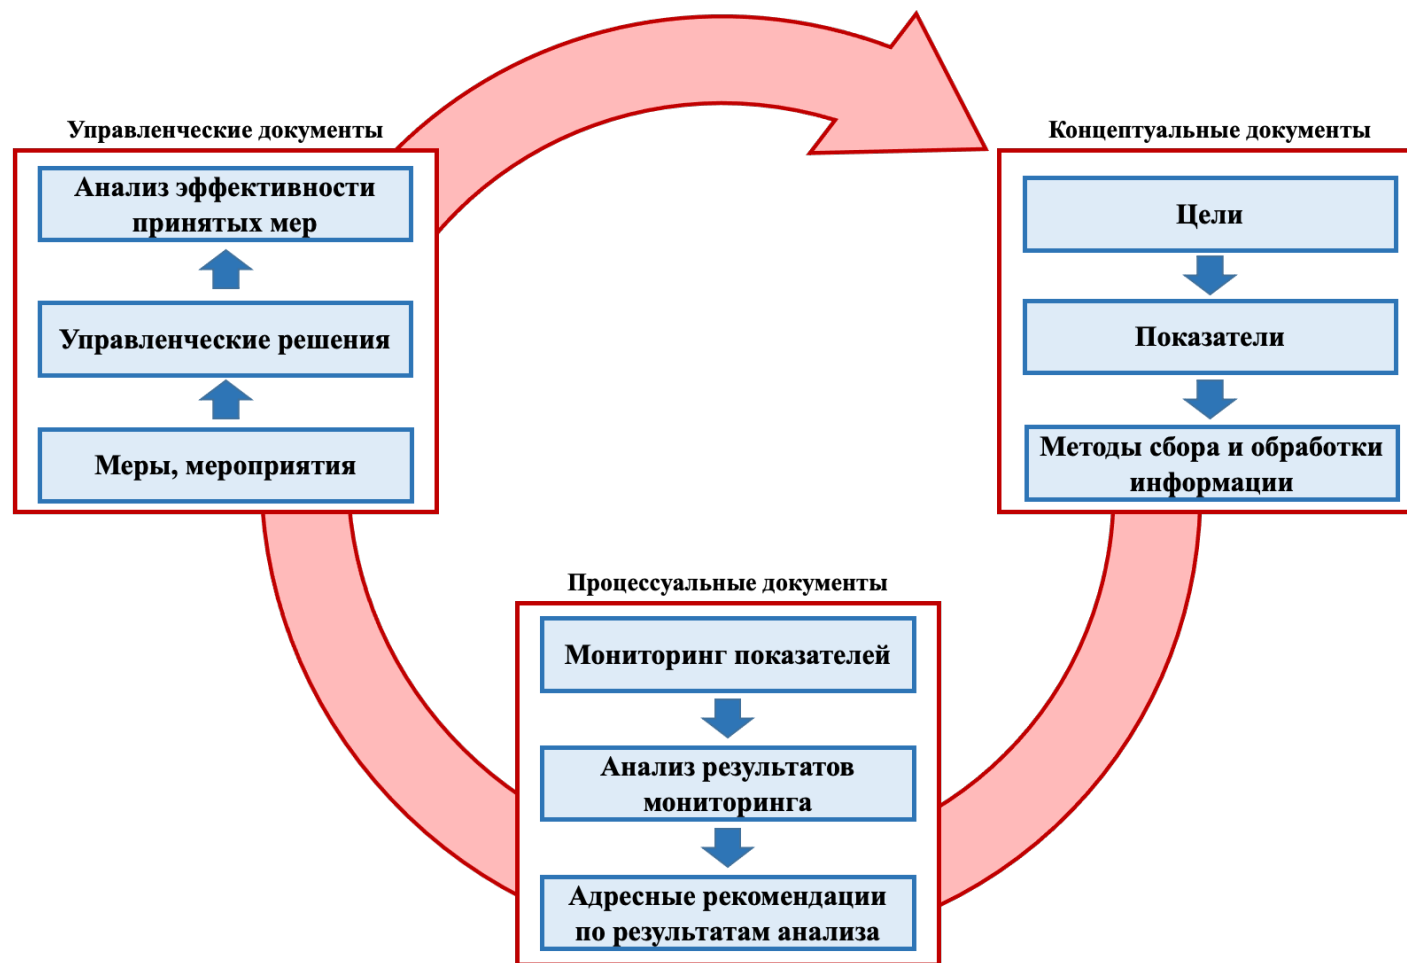 Управленческие документы
Анализ эффективности
принятых мер
Управленческие решения
Меры, мероприятия
Концептуальные документы
Цели
Показатели
Методы сбора и обработки
информации
Процессуальные документы
Мониторинг показателей
Анализ результатов
мониторинга
Адресные рекомендации
по результатам анализа